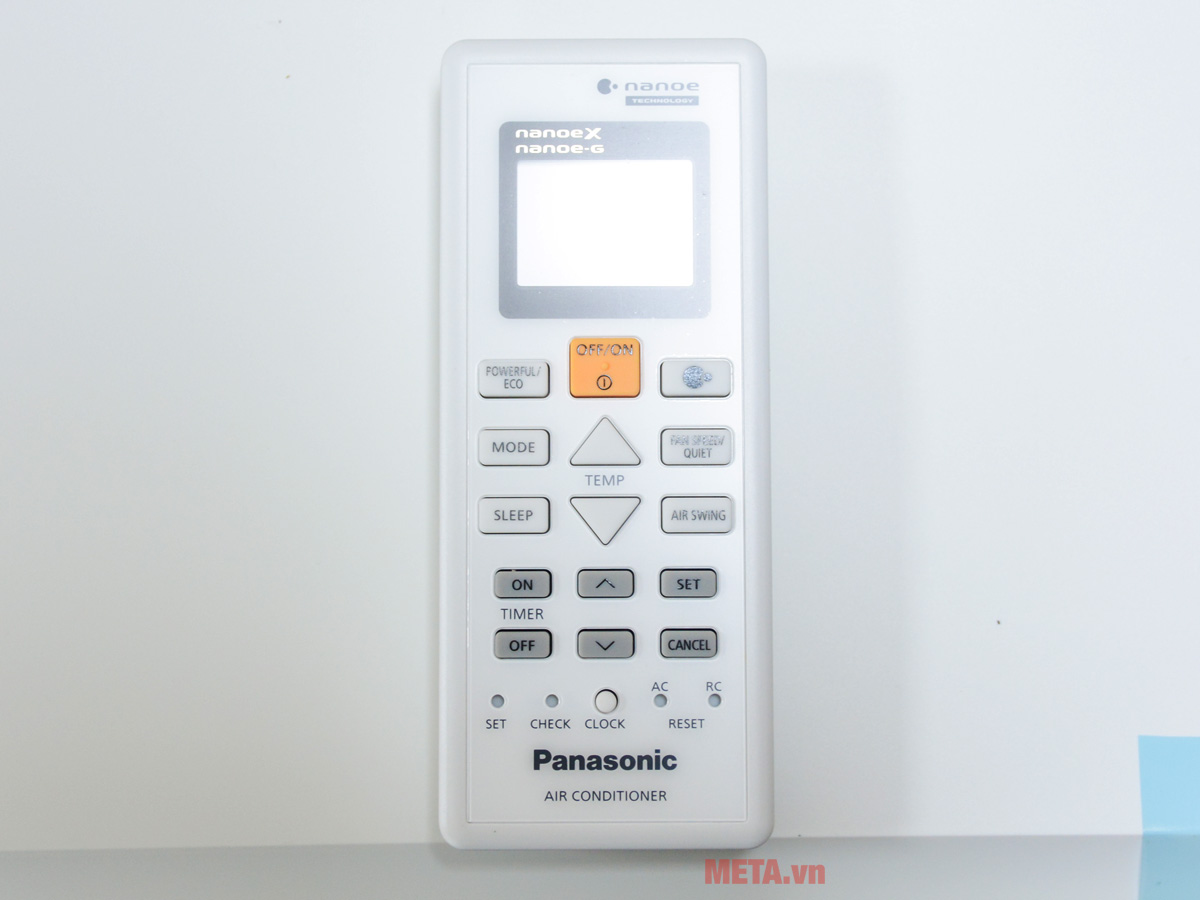 nanoe
TECHNOLOGY
nanoeX
nanoe-G
OFF/ON
POWERFUL/
ECO
MODE
FAN SPEED/
QUIET
TEMP
SLEEP
AIR SWING
ON
SET
TIMER
OFF
CANCEL
AC
RC
SET
CHECK
CLOCK
RESET
Panasonic
AIR CONDITIONER
META.vn